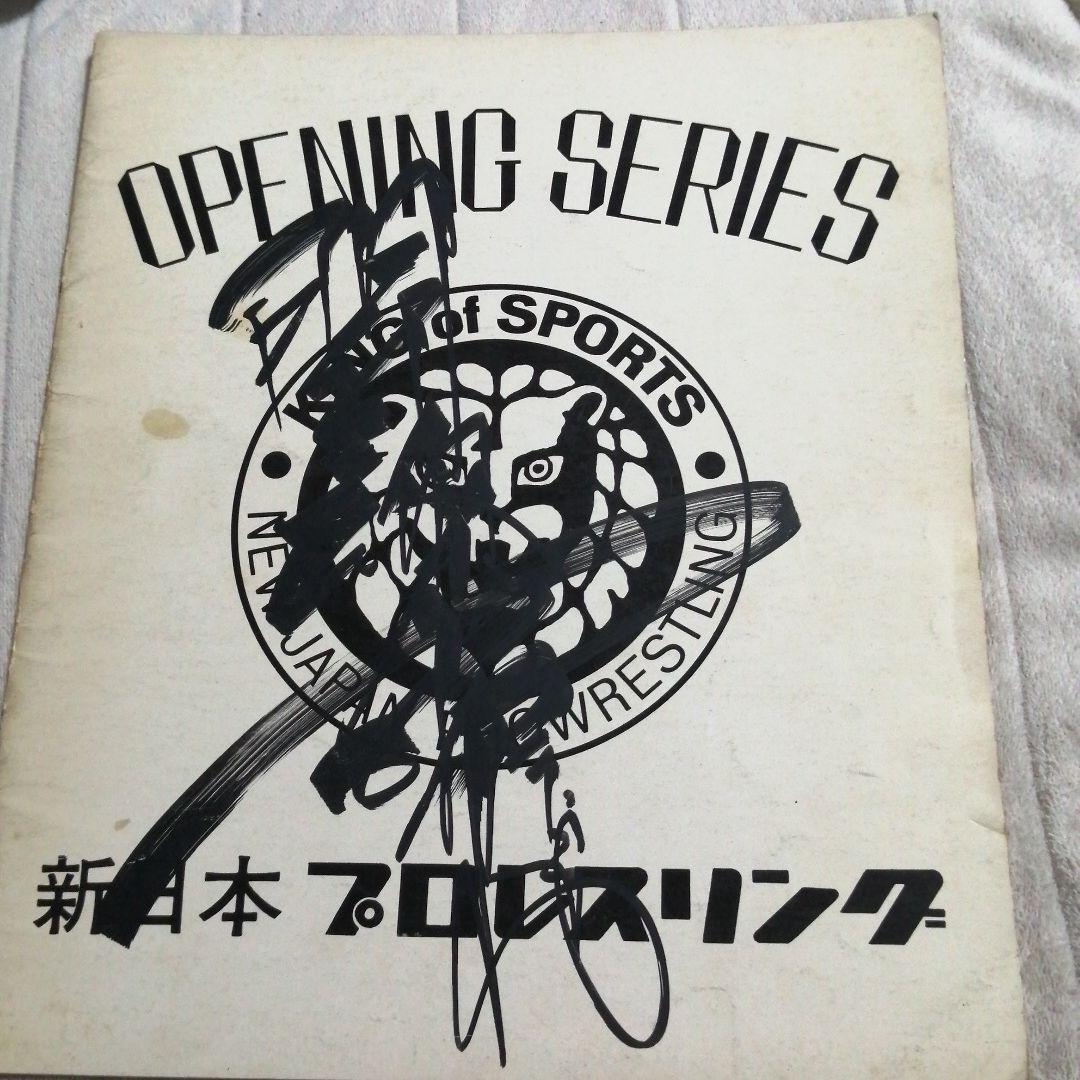 OPENING SERIES
KING of SPORTS
NEW JAPAN PRO WRESTLING
新日本 プロレスリング